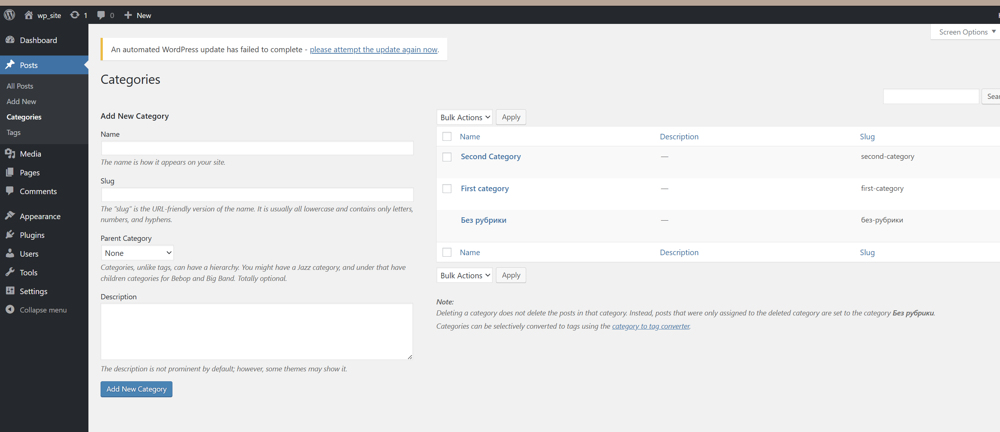 wp_site 1 0 New
Screen Options
Dashboard
Posts
All Posts
Add New
Categories
Tags
Media
Pages
Comments
Appearance
Plugins
Users
Tools
Settings
Collapse menu
An automated WordPress update has failed to complete - please attempt the update again now.
Categories
Add New Category
Name
The name is how it appears on your site.
Slug
The “slug” is the URL-friendly version of the name. It is usually all lowercase and contains only letters,
numbers, and hyphens.
Parent Category
None
Categories, unlike tags, can have a hierarchy. You might have a Jazz category, and under that have
children categories for Bebop and Big Band. Totally optional.
Description
The description is not prominent by default; however, some themes may show it.
Add New Category
Bulk Actions Apply
Name Description Slug
Second Category — second-category
First category — first-category
Без рубрики — без-рубрики
Name Description Slug
Bulk Actions Apply
Note:
Deleting a category does not delete the posts in that category. Instead, posts that were only assigned to the deleted category are set to the category Без рубрики.
Categories can be selectively converted to tags using the category to tag converter.